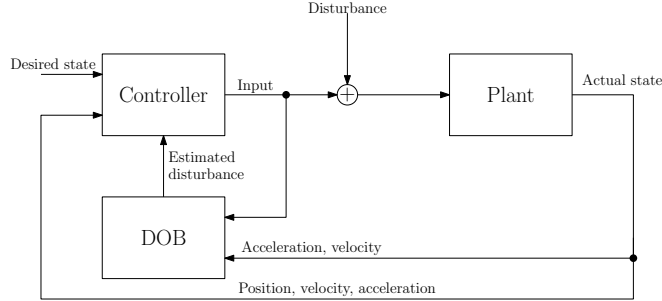 Disturbance
Desired state
Controller
Input
+
Plant
Actual state
Estimated
disturbance
DOB
Acceleration, velocity
Position, velocity, acceleration